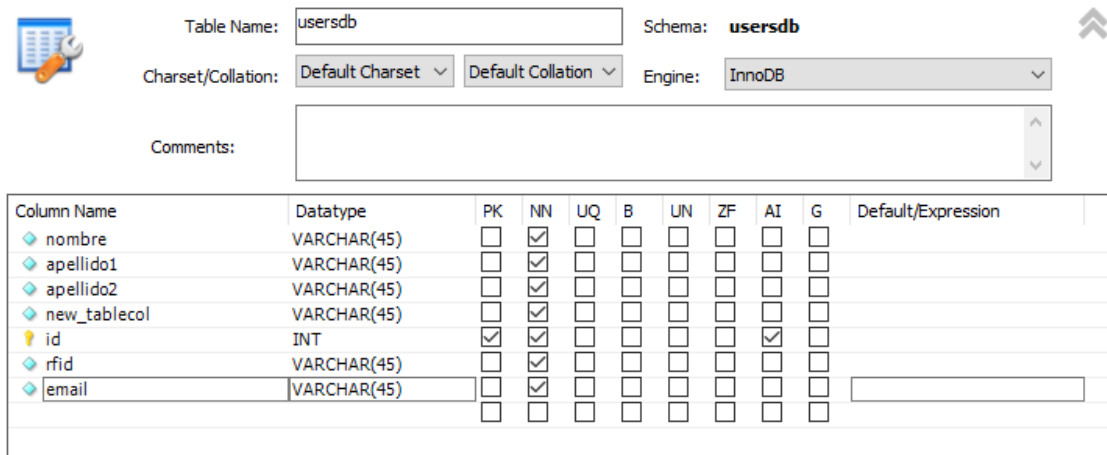 Table Name: usersdb Schema: usersdb
Charset/Collation: Default Charset Default Collation Engine: InnoDB
Comments:
Column Name Datatype PK NN UQ B UN ZF AI G Default/Expression
nombre VARCHAR(45)
apellido1 VARCHAR(45)
apellido2 VARCHAR(45)
new_tablecol VARCHAR(45)
id INT
rfid VARCHAR(45)
email VARCHAR(45)